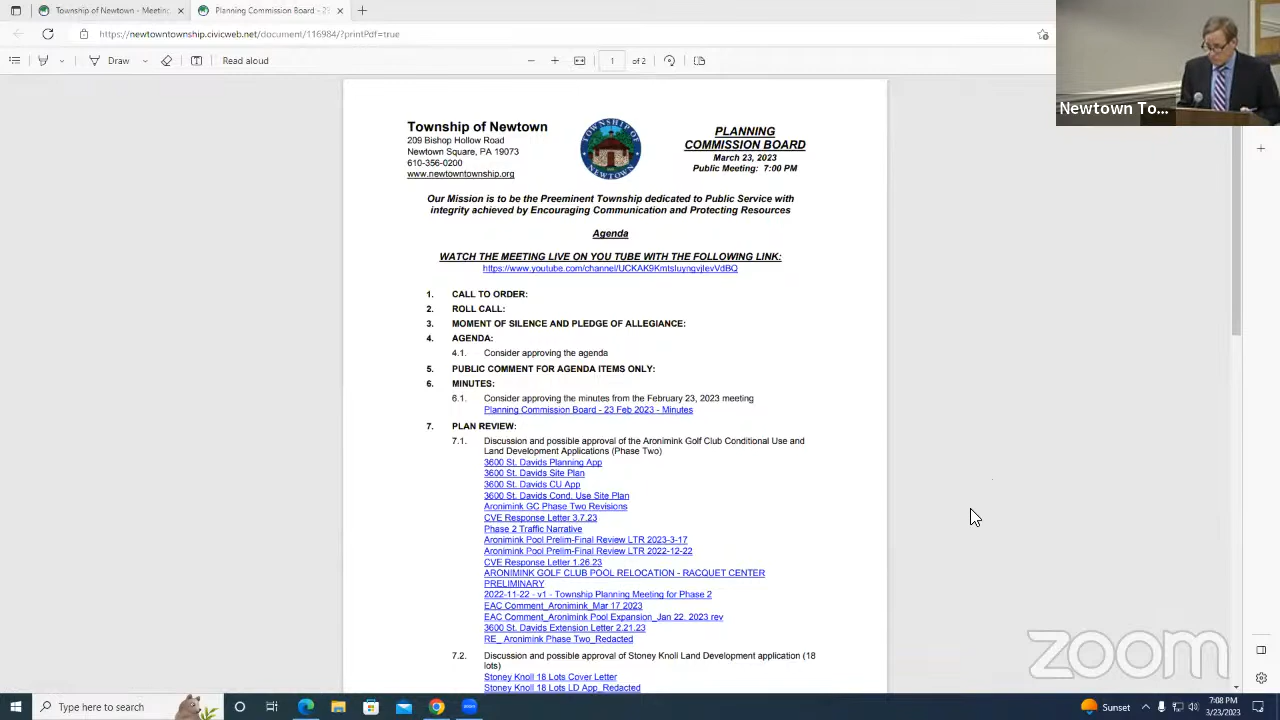 Newtown Township - Meeting
Planning Commission Board - 23
https://newtowntownship.civicweb.net/document/116984/?printPdf=true
Draw
Read aloud
1
of 2
Newtown To...
Township of Newtown
209 Bishop Hollow Road
Newtown Square, PA 19073
610-356-0200
www.newtowntownship.org
TOWNSHIP OF
NEWTOWN
PLANNING
COMMISSION BOARD
March 23, 2023
Public Meeting: 7:00 PM
Our Mission is to be the Preeminent Township dedicated to Public Service with
integrity achieved by Encouraging Communication and Protecting Resources
Agenda
WATCH THE MEETING LIVE ON YOU TUBE WITH THE FOLLOWING LINK:
1. CALL TO ORDER:
2. ROLL CALL:
3. MOMENT OF SILENCE AND PLEDGE OF ALLEGIANCE:
4. AGENDA:
4.1. Consider approving the agenda
5. PUBLIC COMMENT FOR AGENDA ITEMS ONLY:
6. MINUTES:
6.1. Consider approving the minutes from the February 23, 2023 meeting
Planning Commission Board - 23 Feb 2023 - Minutes
7. PLAN REVIEW:
7.1. Discussion and possible approval of the Aronimink Golf Club Conditional Use and
Land Development Applications (Phase Two)
3600 St. Davids Planning App
3600 St. Davids Site Plan
3600 St. Davids CU App
3600 St. Davids Cond. Use Site Plan
Aronimink GC Phase Two Revisions
CVE Response Letter 3.7.23
Phase 2 Traffic Narrative
Aronimink Pool Prelim-Final Review LTR 2023-3-17
Aronimink Pool Prelim-Final Review LTR 2022-12-22
CVE Response Letter 1.26.23
ARONIMINK GOLF CLUB POOL RELOCATION - RACQUET CENTER
PRELIMINARY
2022-11-22 - v1 - Township Planning Meeting for Phase 2
EAC Comment_Aronimink_Mar 17 2023
EAC Comment_Aronimink Pool Expansion_Jan 22. 2023 rev
3600 St. Davids Extension Letter 2.21.23
RE_ Aronimink Phase Two_Redacted
7.2. Discussion and possible approval of Stoney Knoll Land Development application (18
lots)
Stoney Knoll 18 Lots Cover Letter
Stoney Knoll 18 Lots LD App_Redacted
zoom
Type here to search
Sunset
7:08 PM
3/23/2023